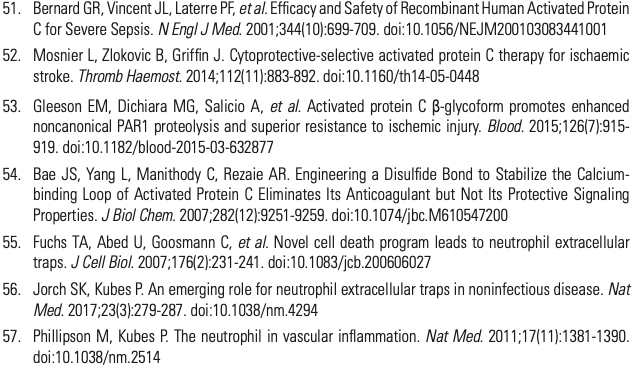 51. Bernard GR, Vincent JL, Laterre PF, et al. Efficacy and Safety of Recombinant Human Activated Protein
C for Severe Sepsis. N Engl J Med. 2001;344(10):699-709. doi:10.1056/NEJM200103083441001
52. Mosnier L, Zlokovic B, Griffin J. Cytoprotective-selective activated protein C therapy for ischaemic
stroke. Thromb Haemost. 2014;112(11):883-892. doi:10.1160/th14-05-0448
53. Gleeson EM, Dichiara MG, Salicio A, et al. Activated protein C β-glycoform promotes enhanced
noncanonical PAR1 proteolysis and superior resistance to ischemic injury. Blood. 2015;126(7):915-
919. doi:10.1182/blood-2015-03-632877
54. Bae JS, Yang L, Manithody C, Rezaie AR. Engineering a Disulfide Bond to Stabilize the Calcium-
binding Loop of Activated Protein C Eliminates Its Anticoagulant but Not Its Protective Signaling
Properties. J Biol Chem. 2007;282(12):9251-9259. doi:10.1074/jbc.M610547200
55. Fuchs TA, Abed U, Goosmann C, et al. Novel cell death program leads to neutrophil extracellular
traps. J Cell Biol. 2007;176(2):231-241. doi:10.1083/jcb.200606027
56. Jorch SK, Kubes P. An emerging role for neutrophil extracellular traps in noninfectious disease. Nat
Med. 2017;23(3):279-287. doi:10.1038/nm.4294
57. Phillipson M, Kubes P. The neutrophil in vascular inflammation. Nat Med. 2011;17(11):1381-1390.
doi:10.1038/nm.2514